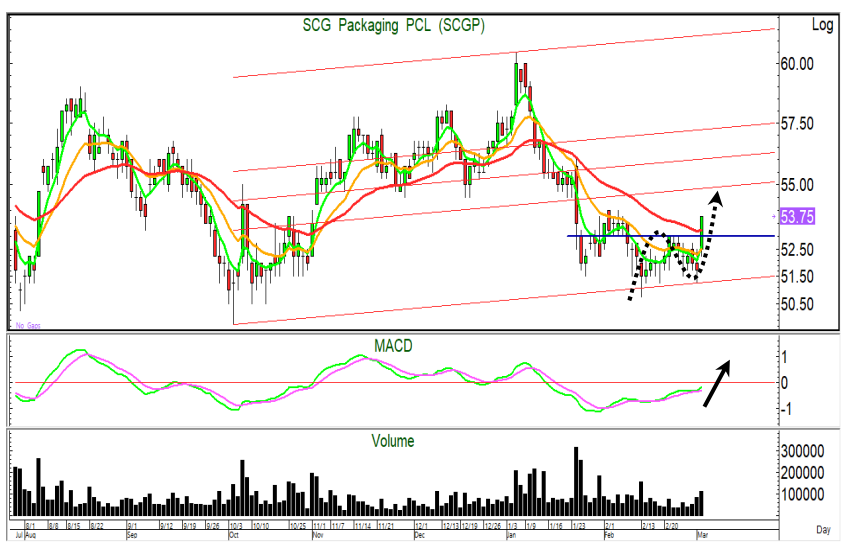 SCG Packaging PCL (SCGP)
Log
60.00
57.50
55.00
53.75
52.50
51.50
50.50
No Gaps
MACD
1
0
-1
Volume
300000
200000
100000
8/1 8/8 8/15 8/22 9/1 9/12 9/19 9/26 10/3 10/10 10/25 11/1 11/7 11/14 11/21 12/1 12/13 12/19 12/26 1/3 1/9 1/16 1/23 2/1 2/13 2/20
Jul Aug Sep Oct Nov Dec Jan Feb Mar
Day